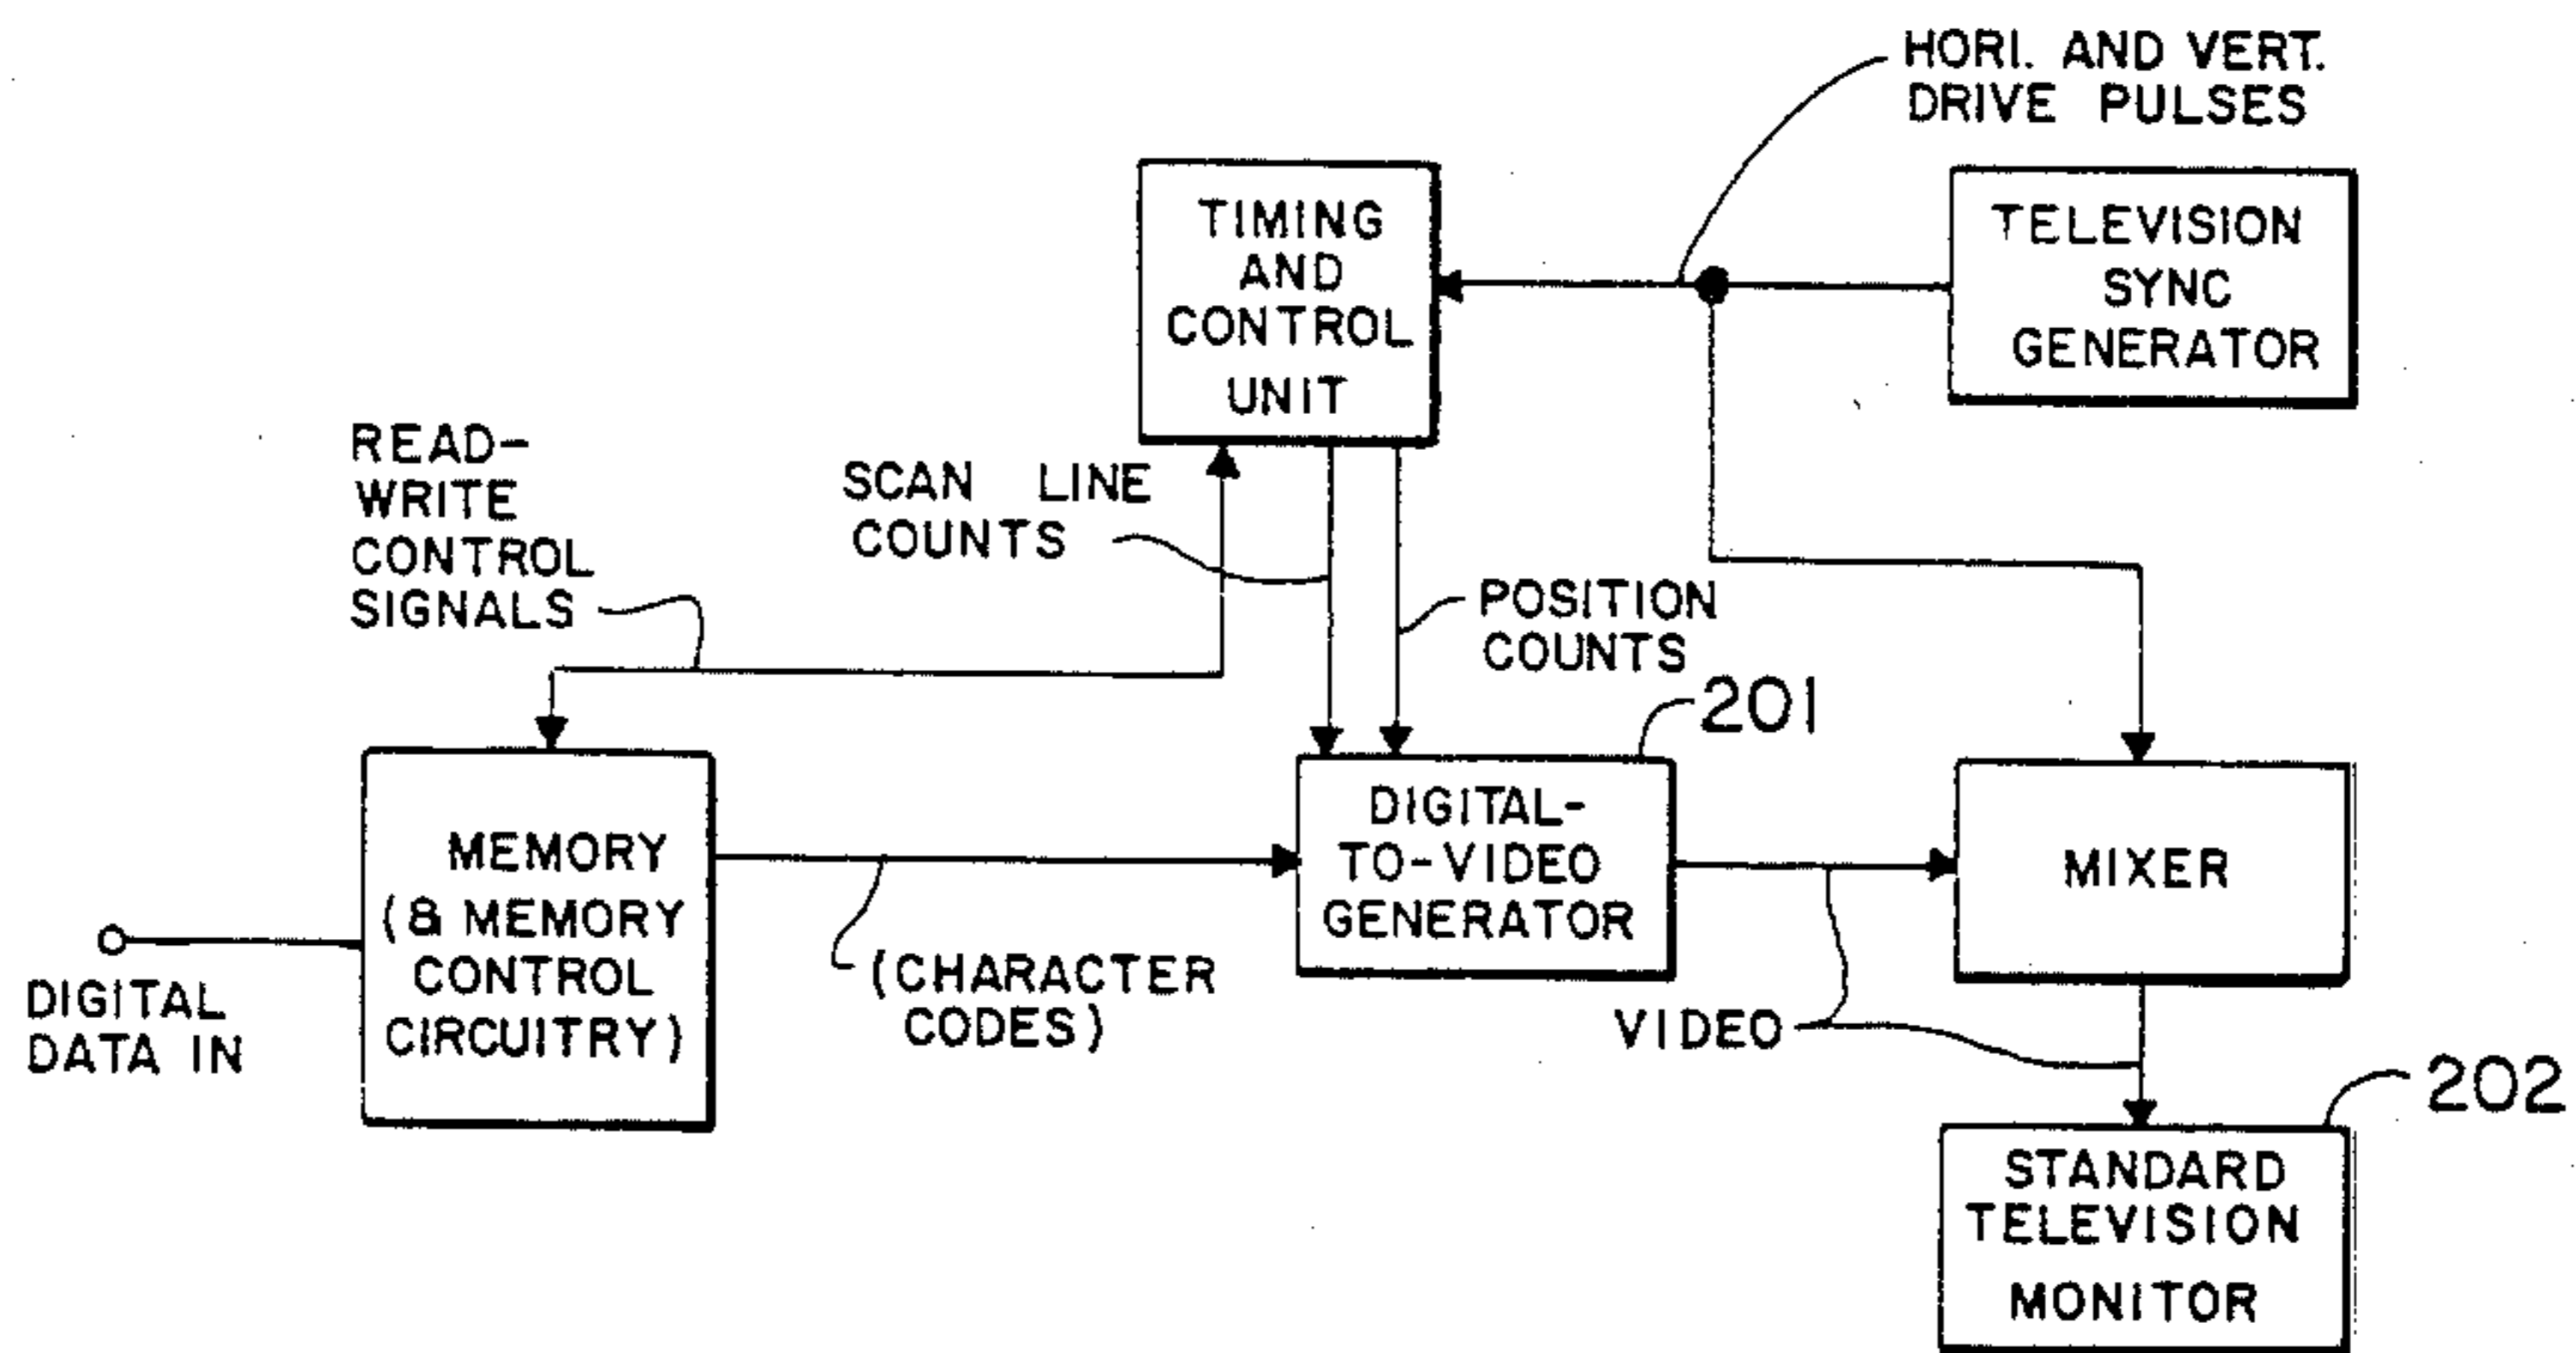 HORI. AND VERT.
DRIVE PULSES
TIMING
AND
CONTROL
UNIT
TELEVISION
SYNC
GENERATOR
READ-
WRITE
CONTROL
SIGNALS
SCAN LINE
COUNTS
POSITION
COUNTS
201
MEMORY
(& MEMORY
CONTROL
CIRCUITRY)
DIGITAL-
TO-VIDEO
GENERATOR
MIXER
DIGITAL
DATA IN
(CHARACTER
CODES)
VIDEO
202
STANDARD
TELEVISION
MONITOR